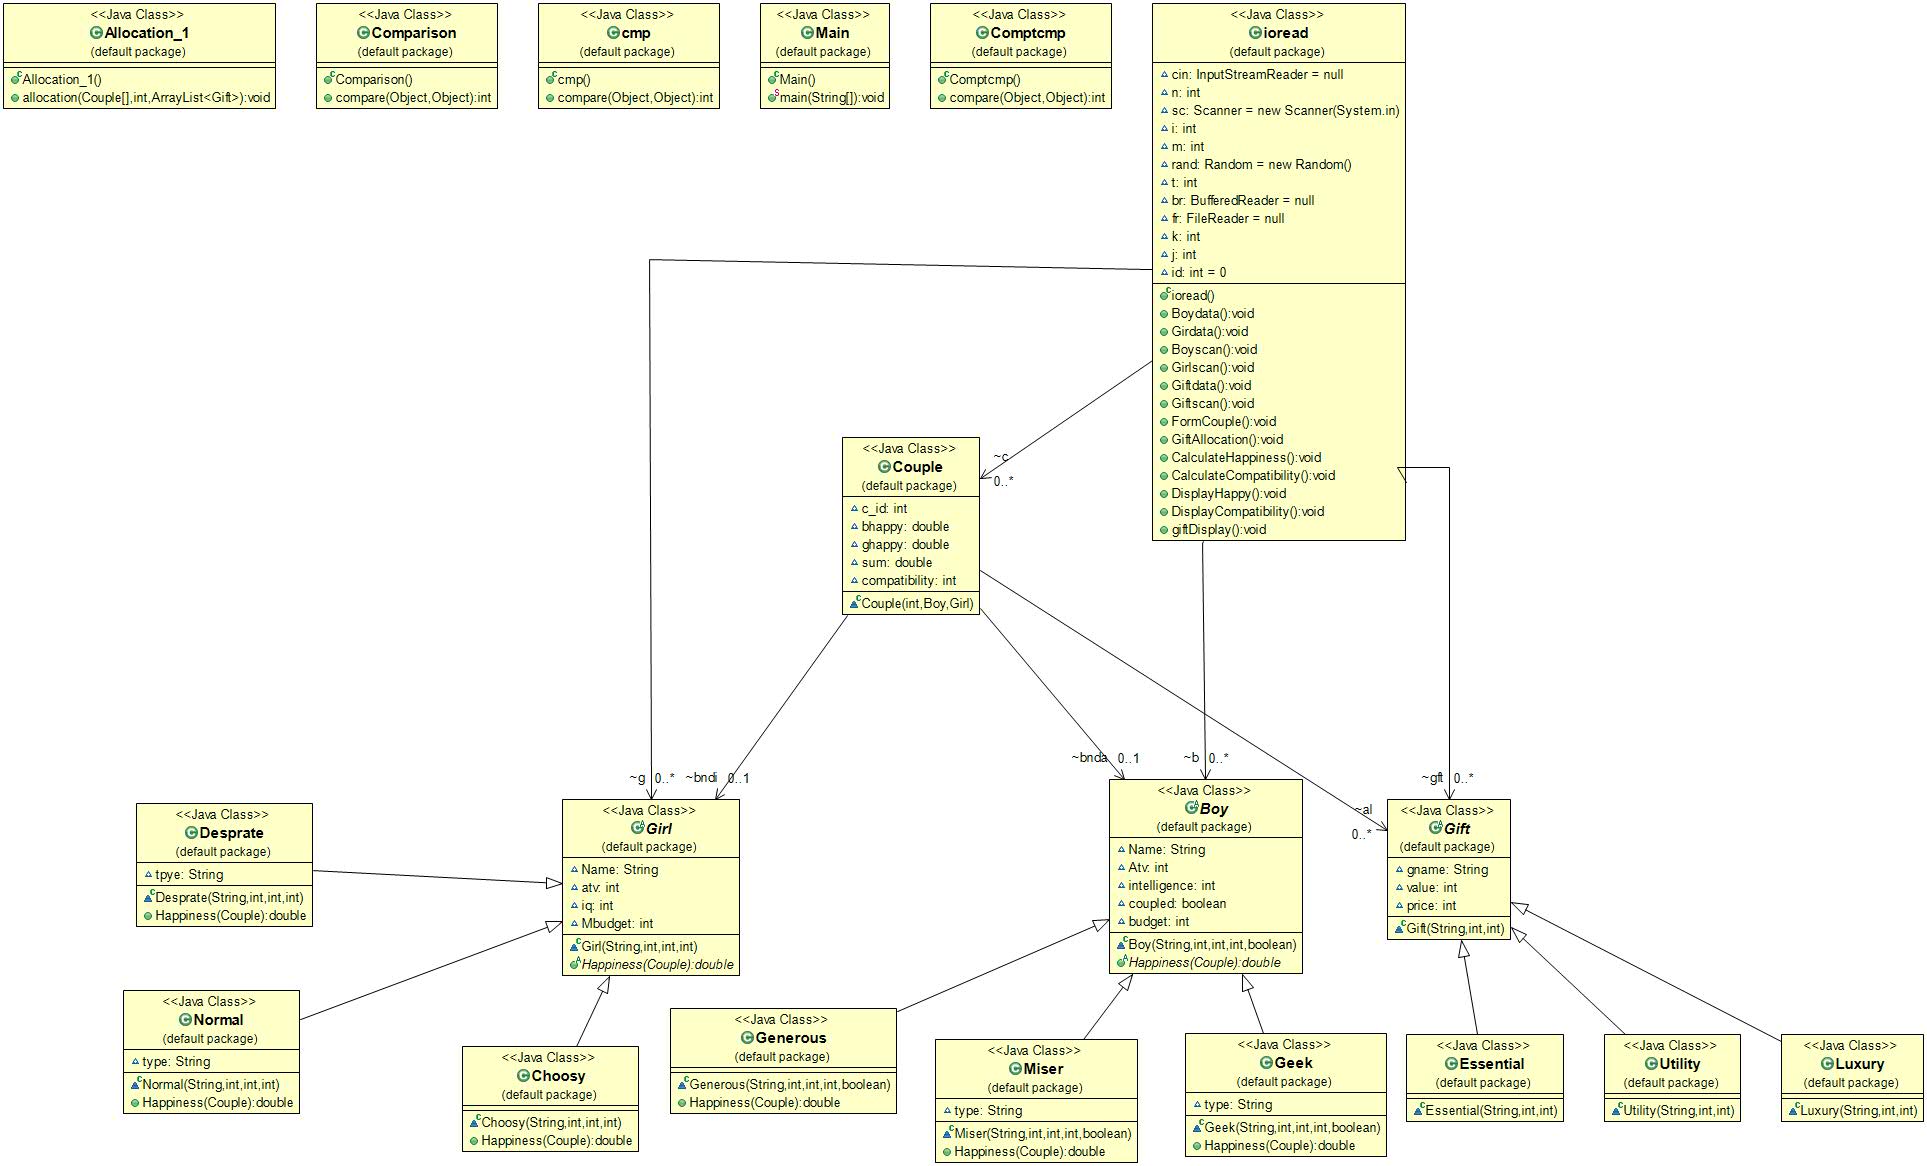 <<Java Class>>
Allocation_1
(default package)
Allocation_1()
allocation(Couple[],int,ArrayList<Gift>):void
<<Java Class>>
Comparison
(default package)
Comparison()
compare(Object,Object):int
<<Java Class>>
cmp
(default package)
cmp()
compare(Object,Object):int
<<Java Class>>
Main
(default package)
Main()
main(String[]):void
<<Java Class>>
Comptcmp
(default package)
Comptcmp()
compare(Object,Object):int
<<Java Class>>
ioread
(default package)
cin: InputStreamReader = null
n: int
sc: Scanner = new Scanner(System.in)
i: int
m: int
rand: Random = new Random()
t: int
br: BufferedReader = null
fr: FileReader = null
k: int
j: int
id: int = 0
ioread()
Boydata():void
Girdata():void
Boyscan():void
Girlscan():void
Giftdata():void
Giftscan():void
FormCouple():void
GiftAllocation():void
CalculateHappiness():void
CalculateCompatibility():void
DisplayHappy():void
DisplayCompatibility():void
giftDisplay():void
~c
0..*
<<Java Class>>
Couple
(default package)
c_id: int
bhappy: double
ghappy: double
sum: double
compatibility: int
Couple(int,Boy,Girl)
~g 0..*
~bndi 0..1
~bnda 0..1
~b 0..*
~al
0..*
~gft 0..*
<<Java Class>>
Desprate
(default package)
tpye: String
Desprate(String,int,int,int)
Happiness(Couple):double
<<Java Class>>
Girl
(default package)
Name: String
atv: int
iq: int
Mbudget: int
Girl(String,int,int,int)
Happiness(Couple):double
<<Java Class>>
Boy
(default package)
Name: String
Atv: int
intelligence: int
coupled: boolean
budget: int
Boy(String,int,int,int,boolean)
Happiness(Couple):double
<<Java Class>>
Gift
(default package)
gname: String
value: int
price: int
Gift(String,int,int)
<<Java Class>>
Normal
(default package)
type: String
Normal(String,int,int,int)
Happiness(Couple):double
<<Java Class>>
Choosy
(default package)
Choosy(String,int,int,int)
Happiness(Couple):double
<<Java Class>>
Generous
(default package)
Generous(String,int,int,int,boolean)
Happiness(Couple):double
<<Java Class>>
Miser
(default package)
type: String
Miser(String,int,int,int,boolean)
Happiness(Couple):double
<<Java Class>>
Geek
(default package)
type: String
Geek(String,int,int,int,boolean)
Happiness(Couple):double
<<Java Class>>
Essential
(default package)
Essential(String,int,int)
<<Java Class>>
Utility
(default package)
Utility(String,int,int)
<<Java Class>>
Luxury
(default package)
Luxury(String,int,int)